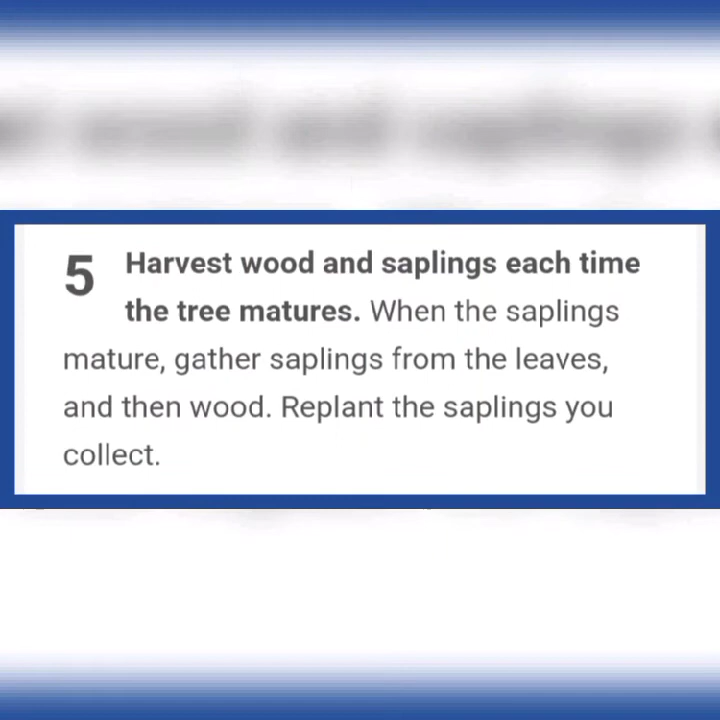 5 Harvest wood and saplings each time
the tree matures. When the saplings
mature, gather saplings from the leaves,
and then wood. Replant the saplings you
collect.